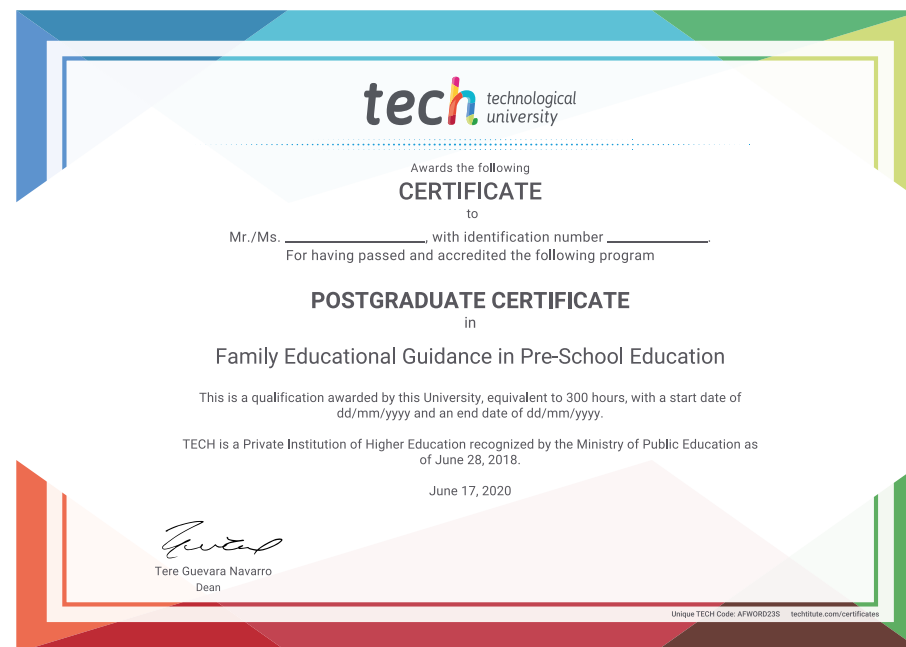 tech technological
university
Awards the following
CERTIFICATE
to
Mr./Ms. ____________________, with identification number _______________.
For having passed and accredited the following program
POSTGRADUATE CERTIFICATE
in
Family Educational Guidance in Pre-School Education
This is a qualification awarded by this University, equivalent to 300 hours, with a start date of
dd/mm/yyyy and an end date of dd/mm/yyyy.
TECH is a Private Institution of Higher Education recognized by the Ministry of Public Education as
of June 28, 2018.
June 17, 2020
Tere Guevara Navarro
Dean
Unique TECH Code: AFWORD23S techtitute.com/certificates